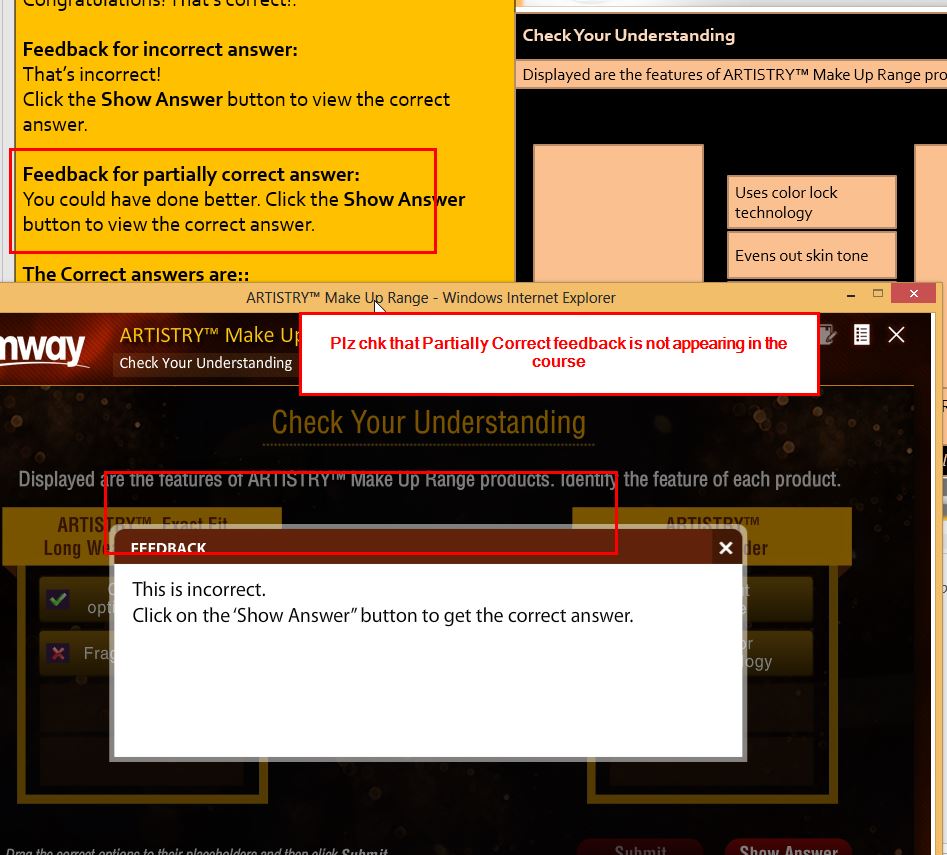 Congratulations! That's correct!:
Feedback for incorrect answer:
That's incorrect!
Click the Show Answer button to view the correct
answer.
Feedback for partially correct answer:
You could have done better. Click the Show Answer
button to view the correct answer.
The Correct answers are::
Check Your Understanding
Displayed are the features of ARTISTRY™ Make Up Range pro
Uses color lock
technology
Evens out skin tone
ARTISTRY™ Make Up Range - Windows Internet Explorer
mway
ARTISTRY™ Make Up
Check Your Understanding
Plz chk that Partially Correct feedback is not appearing in the
course
Check Your Understanding
Displayed are the features of ARTISTRY™ Make Up Range products. Identify the feature of each product.
ARTISTRY™ Exact Fit
Long We
ARTISTRY™
der
FEEDBACK
This is incorrect.
Click on the 'Show Answer" button to get the correct answer.
opti
Frag
ology
Drag the correct options to their placeholders and then click Submit.
Submit
Show Answer